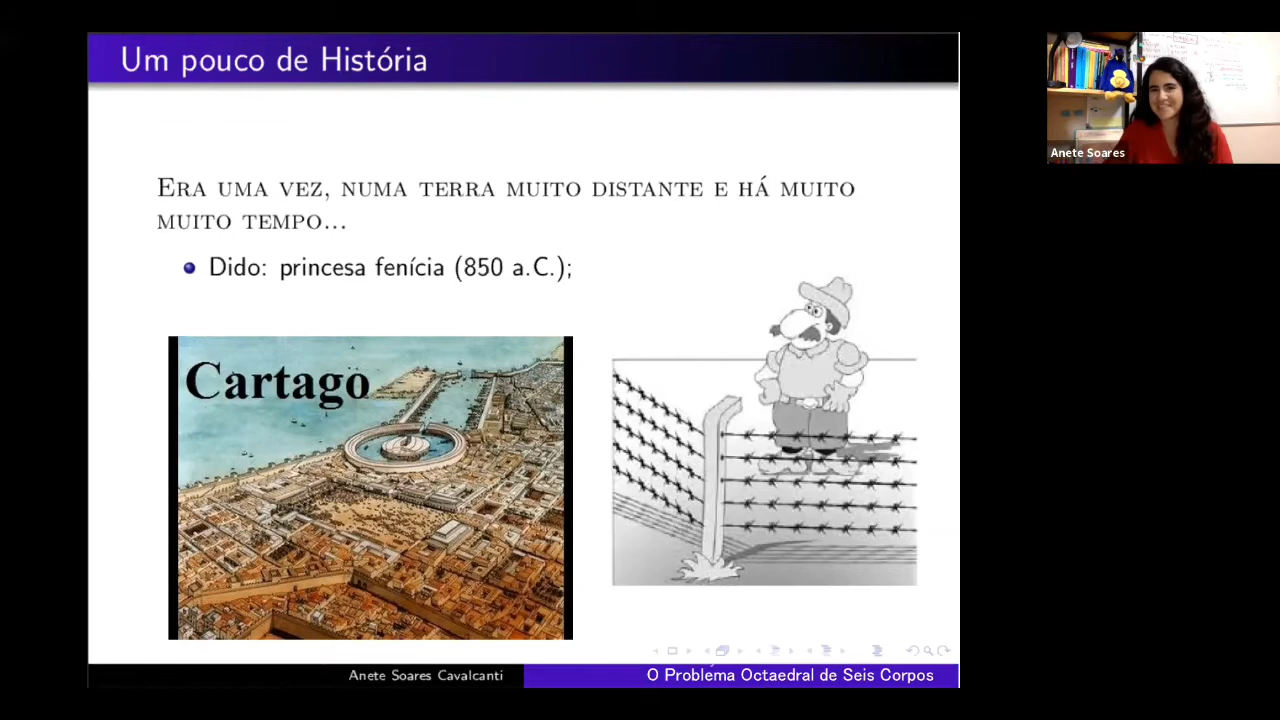 Um pouco de História
Era uma vez, numa terra muito distante e há muito
muito tempo...
Dido: princesa fenícia (850 a.C.);
Cartago
Anete Soares Cavalcanti
O Probléma Octaedral de Seis Corpos
Anete Soares